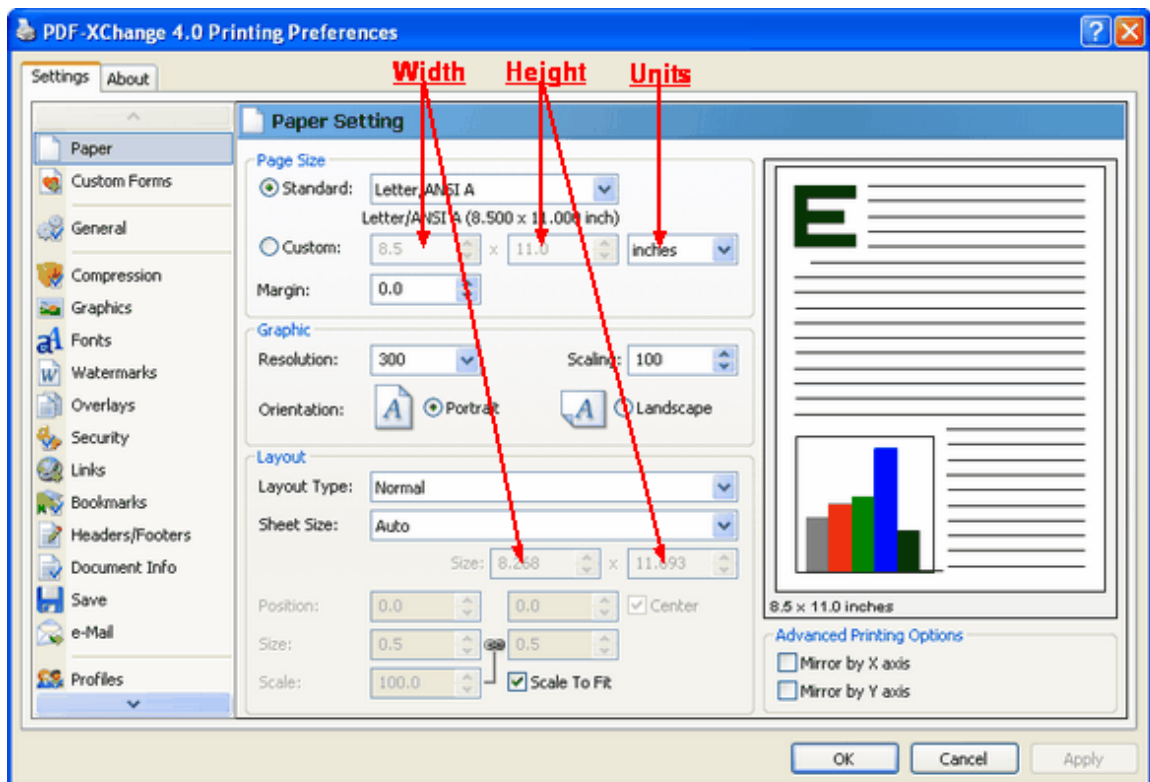 PDF-XChange 4.0 Printing Preferences
Settings About
Width Height Units
Paper
Custom Forms
General
Compression
Graphics
Fonts
Watermarks
Overlays
Security
Links
Bookmarks
Headers/Footers
Document Info
Save
e-Mail
Profiles
Paper Setting
Page Size
Standard: Letter/ANSI A
Letter/ANSI A (8.500 x 11.000 inch)
Custom: 8.5 x 11.0 inches
Margin: 0.0
Graphic
Resolution: 300 Scaling: 100
Orientation: A Portrait A Landscape
Layout
Layout Type: Normal
Sheet Size: Auto
Size: 8.268 x 11.693
Position: 0.0 0.0 Center
Size: 0.5 0.5
Scale: 100.0 Scale To Fit
E
8.5 x 11.0 inches
Advanced Printing Options
Mirror by X axis
Mirror by Y axis
OK Cancel Apply